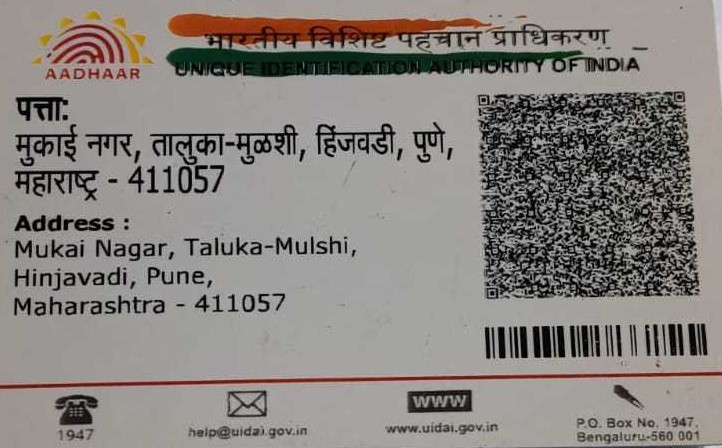 भारतीय विशिष्ट पहचान प्राधिकरण
AADHAAR
UNIQUE IDENTIFICATION AUTHORITY OF INDIA
पत्ता:
मुकाई नगर, तालुका-मुळशी, हिंजवडी, पुणे,
महाराष्ट्र - 411057
Address :
Mukai Nagar, Taluka-Mulshi,
Hinjavadi, Pune,
Maharashtra - 411057
1947
help@uidai.gov.in
www
www.uidai.gov.in
P.O. Box No. 1947,
Bengaluru-560 001